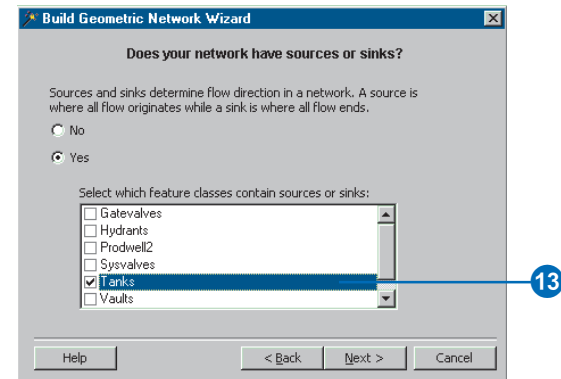 Build Geometric Network Wizard
Does your network have sources or sinks?
Sources and sinks determine flow direction in a network. A source is
where all flow originates while a sink is where all flow ends.
No
Yes
Select which feature classes contain sources or sinks:
Gatevalves
Hydrants
Prodwell2
Sysvalves
Tanks
13
Vaults
Help
< Back
Next >
Cancel